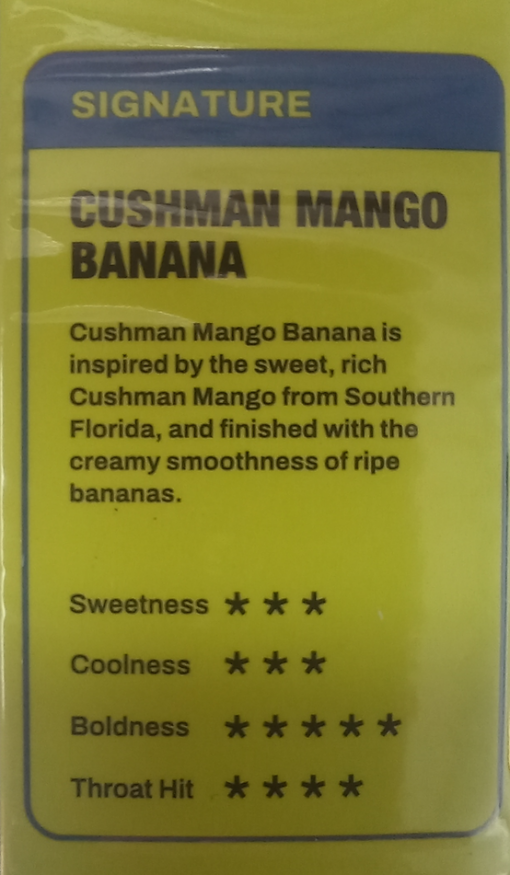 SIGNATURE
CUSHMAN MANGO
BANANA
Cushman Mango Banana is
inspired by the sweet, rich
Cushman Mango from Southern
Florida, and finished with the
creamy smoothness of ripe
bananas.
Sweetness * * *
Coolness * * *
Boldness * * * * *
Throat Hit * * * *